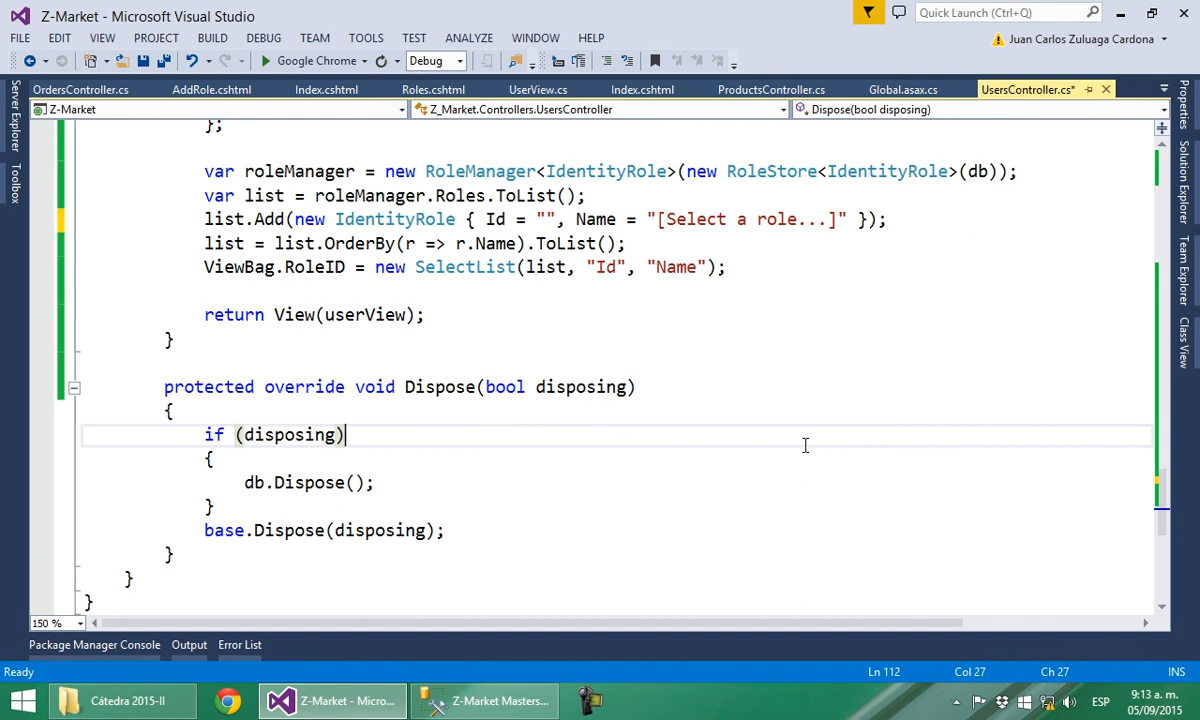 Z-Market - Microsoft Visual Studio
Quick Launch (Ctrl+Q)
FILE EDIT VIEW PROJECT BUILD DEBUG TEAM TOOLS TEST ANALYZE WINDOW HELP
Juan Carlos Zuluaga Cardona
Google Chrome Debug
OrdersController.cs AddRole.cshtml Index.cshtml Roles.cshtml UserView.cs Index.cshtml ProductsController.cs Global.asax.cs UsersController.cs*
Z-Market Z_Market.Controllers.UsersController Dispose(bool disposing)
Server Explorer
Toolbox
Properties
Solution Explorer
Team Explorer
Class View
};
var roleManager = new RoleManager<IdentityRole>(new RoleStore<IdentityRole>(db));
var list = roleManager.Roles.ToList();
list.Add(new IdentityRole { Id = "", Name = "[Select a role...]" });
list = list.OrderBy(r => r.Name).ToList();
ViewBag.RoleID = new SelectList(list, "Id", "Name");
return View(userView);
}
protected override void Dispose(bool disposing)
{
if (disposing)
{
db.Dispose();
}
base.Dispose(disposing);
}
}
}
150 %
Package Manager Console Output Error List
Ready Ln 112 Col 27 Ch 27 INS
Cátedra 2015-II Z-Market - Micro... Z-Market Masters... ESP 9:13 a. m.
05/09/2015